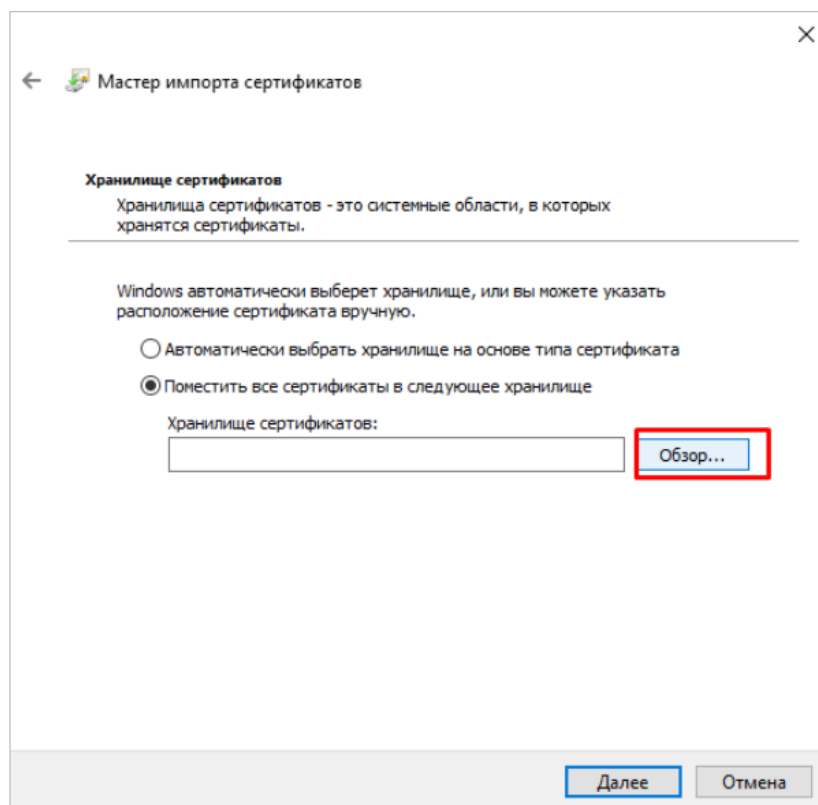 Мастер импорта сертификатов
Хранилище сертификатов
Хранилища сертификатов - это системные области, в которых
хранятся сертификаты.
Windows автоматически выберет хранилище, или вы можете указать
расположение сертификата вручную.
Автоматически выбрать хранилище на основе типа сертификата
Поместить все сертификаты в следующее хранилище
Хранилище сертификатов:
Обзор...
Далее Отмена